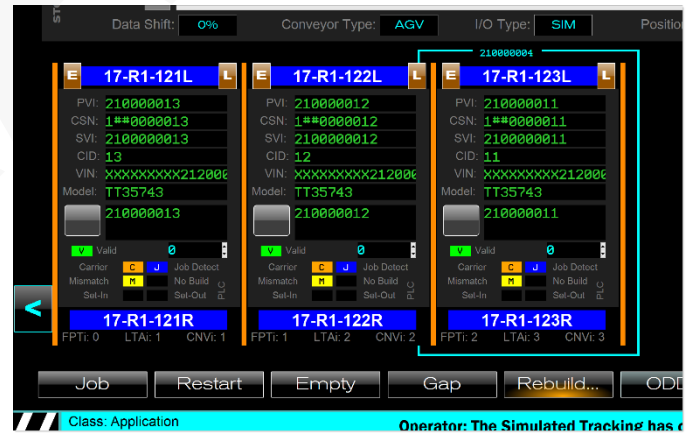 STO
Data Shift: 0% Conveyor Type: AGV I/O Type: SIM Positio
210000004
E 17-R1-121L L E 17-R1-122L L E 17-R1-123L L
PVI: 210000013 PVI: 210000012 PVI: 210000011
CSN: 1##0000013 CSN: 1##0000012 CSN: 1##0000011
SVI: 210000013 SVI: 210000012 SVI: 210000011
CID: 13 CID: 12 CID: 11
VIN: XXXXXXXXX212000 VIN: XXXXXXXXX212000 VIN: XXXXXXXXX212000
Model: TT35743 Model: TT35743 Model: TT35743
210000013 210000012 210000011
V Valid 0 V Valid 0 V Valid 0
Carrier C J Job Detect Carrier C J Job Detect Carrier C J Job Detect
Mismatch M No Build Mismatch M No Build Mismatch M No Build
Set-In Set-Out PLC Set-In Set-Out PLC Set-In Set-Out PLC
<
17-R1-121R 17-R1-122R 17-R1-123R
FPTi: 0 LTAi: 1 CNVi: 1 FPTi: 1 LTAi: 2 CNVi: 2 FPTi: 2 LTAi: 3 CNVi: 3
Job Restart Empty Gap Rebuild... ODD
Class: Application Operator: The Simulated Tracking has